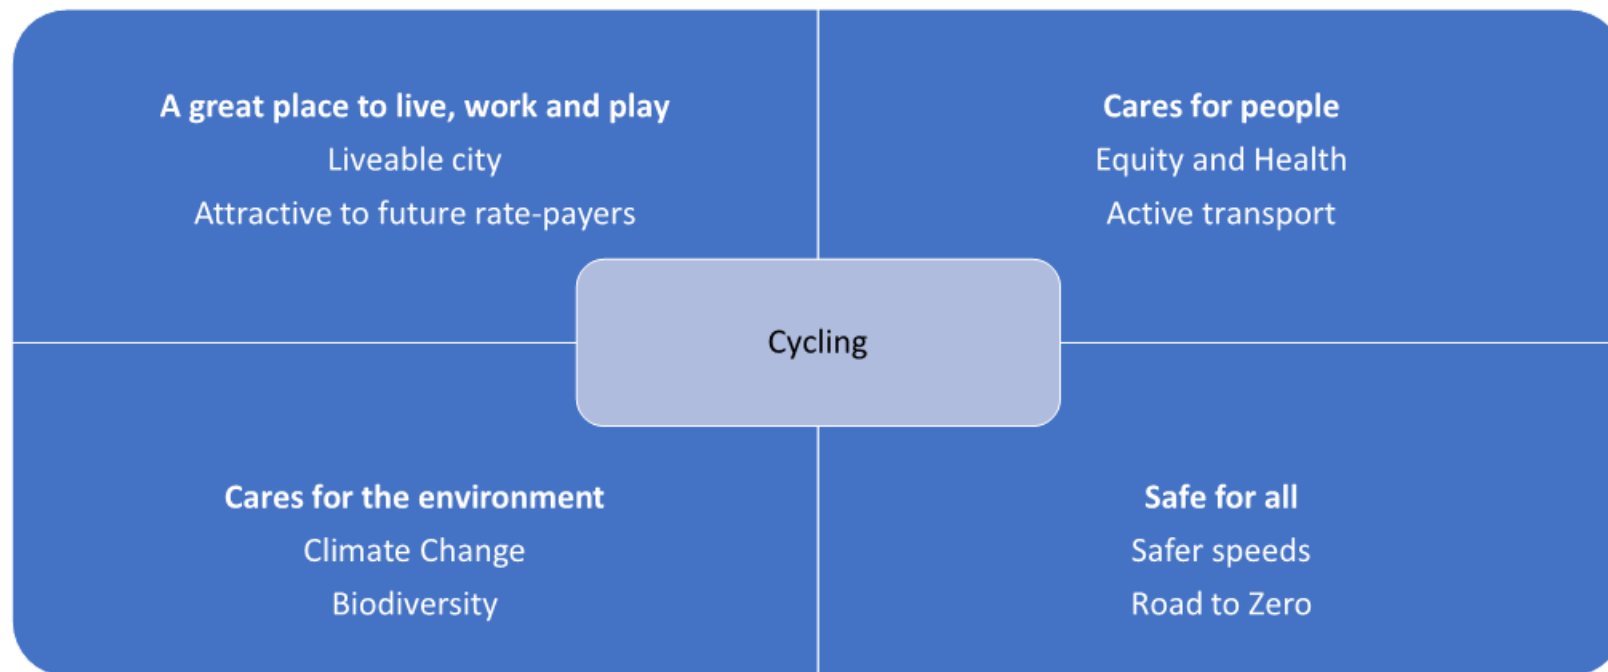 A great place to live, work and play
Liveable city
Attractive to future rate-payers
Cares for people
Equity and Health
Active transport
Cycling
Cares for the environment
Climate Change
Biodiversity
Safe for all
Safer speeds
Road to Zero